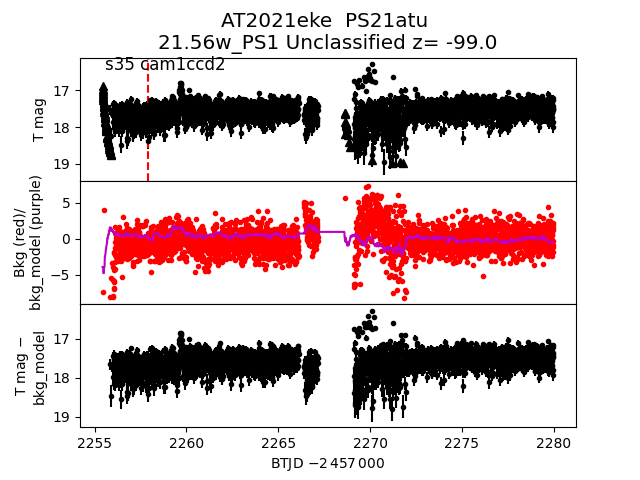 AT2021eke PS21atu
21.56w_PS1 Unclassified z= -99.0
s35 cam1ccd2
T mag
17
18
19
Bkg (red)/
bkg_model (purple)
5
0
−5
T mag −
bkg_model
17
18
19
2255 2260 2265 2270 2275 2280
BTJD −2 457 000